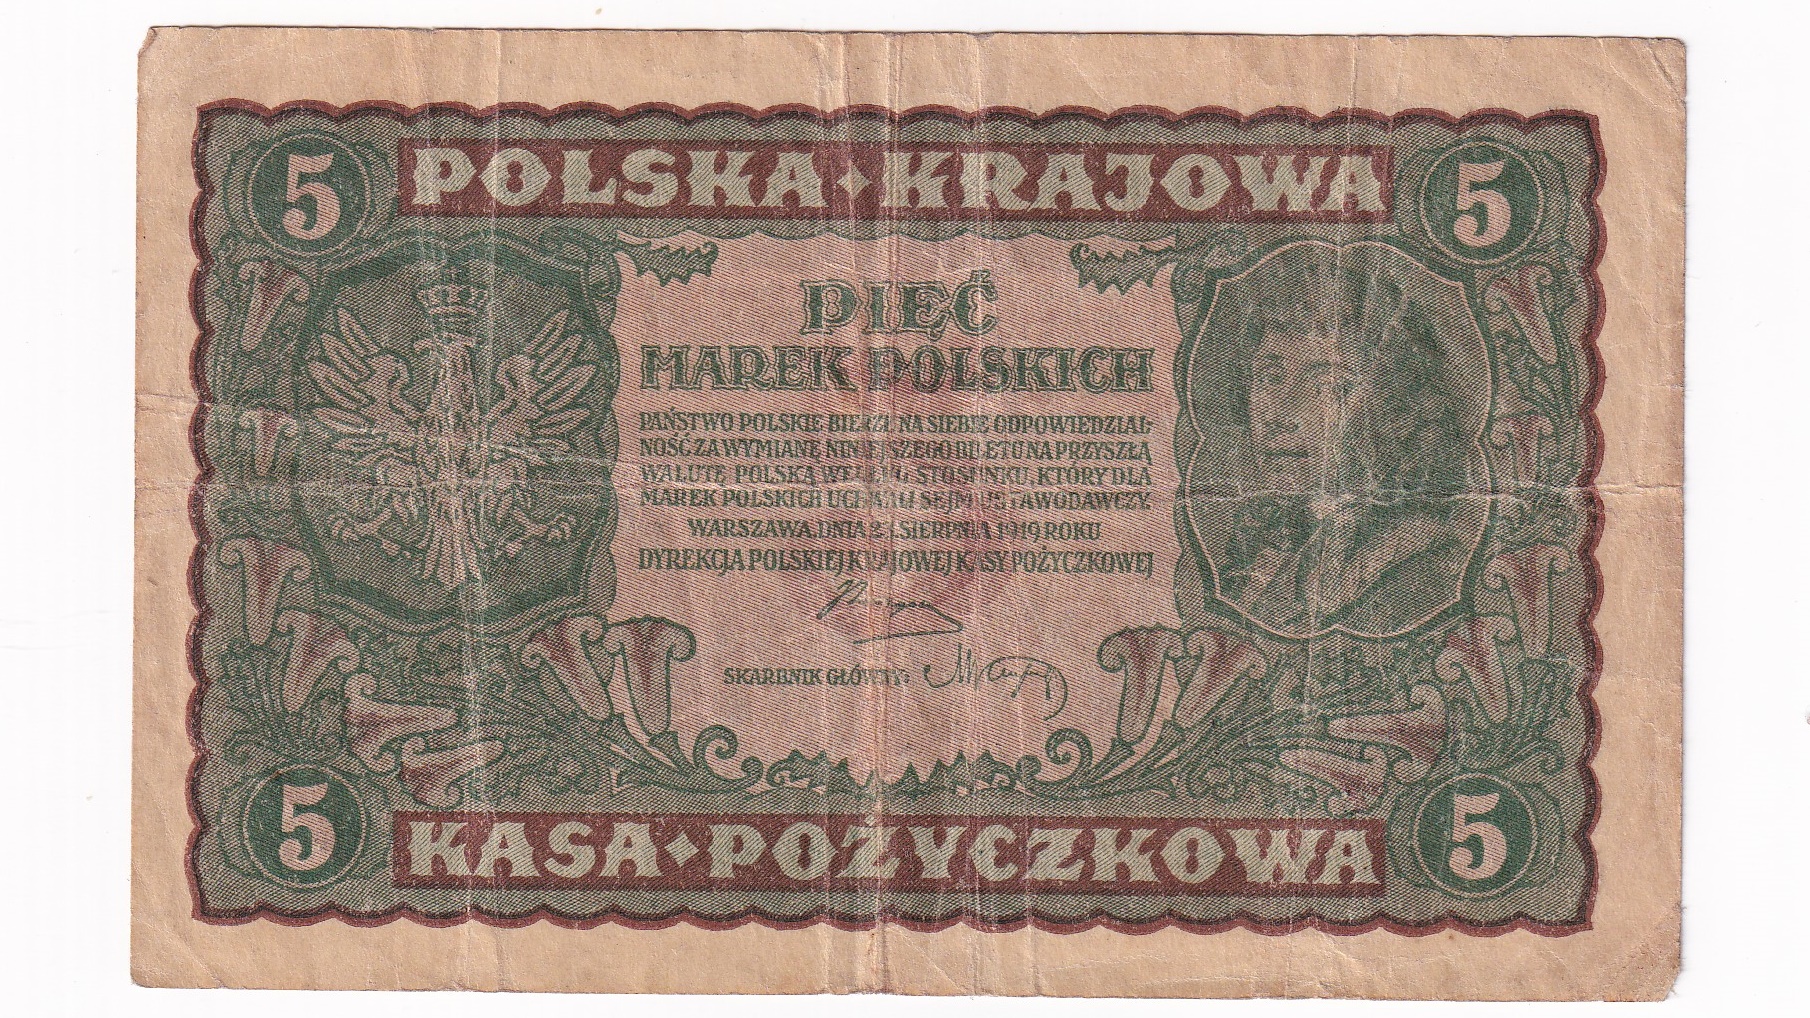 5 POLSKA KRAJOWA 5
PIĘĆ
MAREK POLSKICH
PAŃSTWO POLSKIE BIERZE NA SIEBIE ODPOWIEDZIAL-
NOŚĆ ZA WYMIANĘ NINIEJSZEGO BILETU NA PRZYSZŁĄ
WALUTĘ POLSKĄ WEDŁUG STOSUNKU, KTÓRY DLA
MAREK POLSKICH UCHWALI SEJM USTAWODAWCZY.
WARSZAWA, DNIA SIERPNIA 1919 ROKU
DYREKCJA POLSKIEJ KRAJOWEJ KASY POŻYCZKOWEJ
SKARBNIK GŁÓWNY:
5 KASA POŻYCZKOWA 5